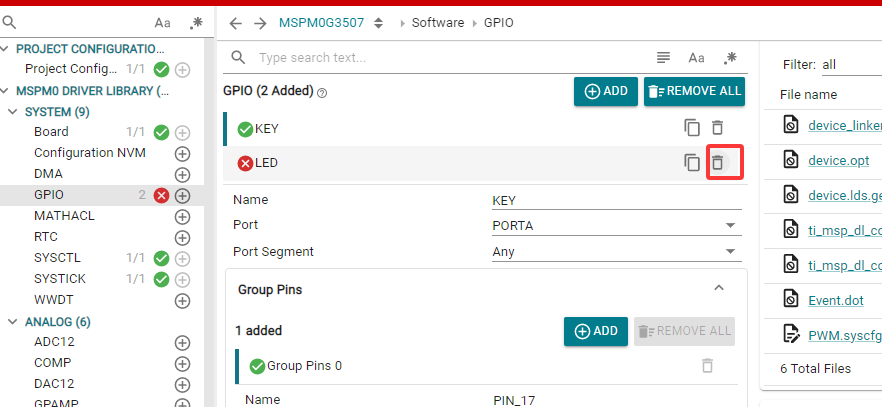 Aa .*
PROJECT CONFIGURATIO...
Project Config... 1/1
MSPM0 DRIVER LIBRARY (...
SYSTEM (9)
Board 1/1
Configuration NVM
DMA
GPIO 2
MATHACL
RTC
SYSCTL 1/1
SYSTICK 1/1
WWDT
ANALOG (6)
ADC12
COMP
DAC12
GPAMP
MSPM0G3507 Software GPIO
Type search text... Aa .*
GPIO (2 Added) ADD REMOVE ALL
KEY
LED
Name KEY
Port PORTA
Port Segment Any
Group Pins
1 added ADD REMOVE ALL
Group Pins 0
Name PIN_17
Filter: all
File name
device_linker
device.opt
device.lds.ge
ti_msp_dl_co
ti_msp_dl_co
Event.dot
PWM.syscfg
6 Total Files